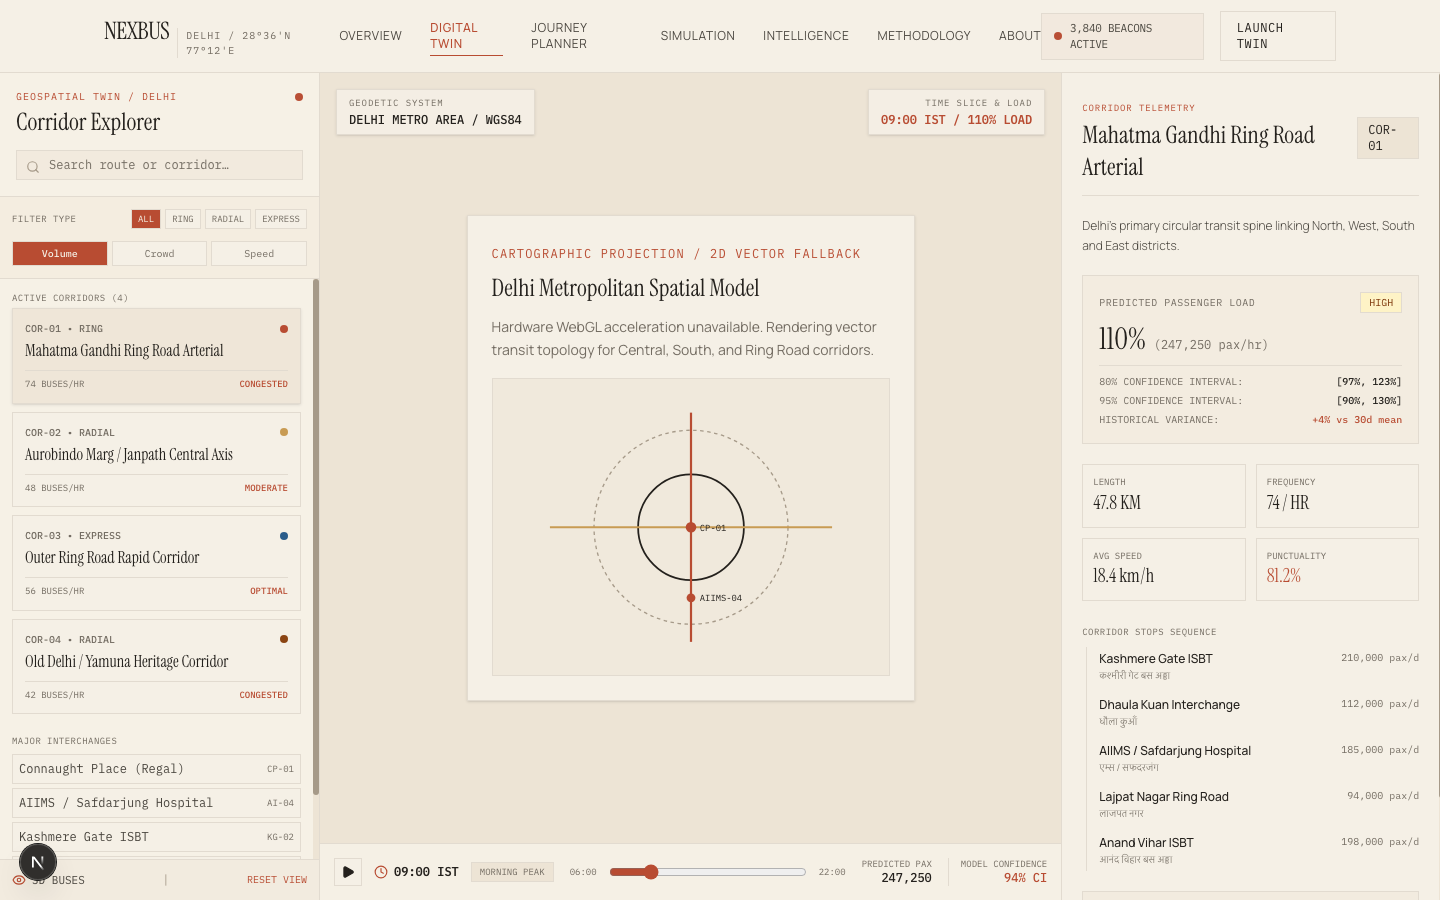 NEXBUS
DELHI / 28°36'N
77°12'E
OVERVIEW
DIGITAL
TWIN
JOURNEY
PLANNER
SIMULATION
INTELLIGENCE
METHODOLOGY
ABOUT
3,840 BEACONS
ACTIVE
LAUNCH
TWIN
GEOSPATIAL TWIN / DELHI
Corridor Explorer
Search route or corridor…
FILTER TYPE
ALL
RING
RADIAL
EXPRESS
Volume
Crowd
Speed
ACTIVE CORRIDORS (4)
COR-01 • RING
Mahatma Gandhi Ring Road Arterial
74 BUSES/HR
CONGESTED
COR-02 • RADIAL
Aurobindo Marg / Janpath Central Axis
48 BUSES/HR
MODERATE
COR-03 • EXPRESS
Outer Ring Road Rapid Corridor
56 BUSES/HR
OPTIMAL
COR-04 • RADIAL
Old Delhi / Yamuna Heritage Corridor
42 BUSES/HR
CONGESTED
MAJOR INTERCHANGES
Connaught Place (Regal)
CP-01
AIIMS / Safdarjung Hospital
AI-04
Kashmere Gate ISBT
KG-02
N
BUSES
|
RESET VIEW
GEODETIC SYSTEM
DELHI METRO AREA / WGS84
TIME SLICE & LOAD
09:00 IST / 110% LOAD
CARTOGRAPHIC PROJECTION / 2D VECTOR FALLBACK
Delhi Metropolitan Spatial Model
Hardware WebGL acceleration unavailable. Rendering vector
transit topology for Central, South, and Ring Road corridors.
CP-01
AIIMS-04
09:00 IST
MORNING PEAK
06:00
22:00
PREDICTED PAX
247,250
MODEL CONFIDENCE
94% CI
CORRIDOR TELEMETRY
Mahatma Gandhi Ring Road
Arterial
COR-
01
Delhi's primary circular transit spine linking North, West, South
and East districts.
PREDICTED PASSENGER LOAD
HIGH
110% (247,250 pax/hr)
80% CONFIDENCE INTERVAL:
[97%, 123%]
95% CONFIDENCE INTERVAL:
[90%, 130%]
HISTORICAL VARIANCE:
+4% vs 30d mean
LENGTH
47.8 KM
FREQUENCY
74 / HR
AVG SPEED
18.4 km/h
PUNCTUALITY
81.2%
CORRIDOR STOPS SEQUENCE
Kashmere Gate ISBT
210,000 pax/d
कश्मीरी गेट बस अड्डा
Dhaula Kuan Interchange
112,000 pax/d
धौला कुआँ
AIIMS / Safdarjung Hospital
185,000 pax/d
एम्स / सफदरजंग
Lajpat Nagar Ring Road
94,000 pax/d
लाजपत नगर
Anand Vihar ISBT
198,000 pax/d
आनंद विहार बस अड्डा